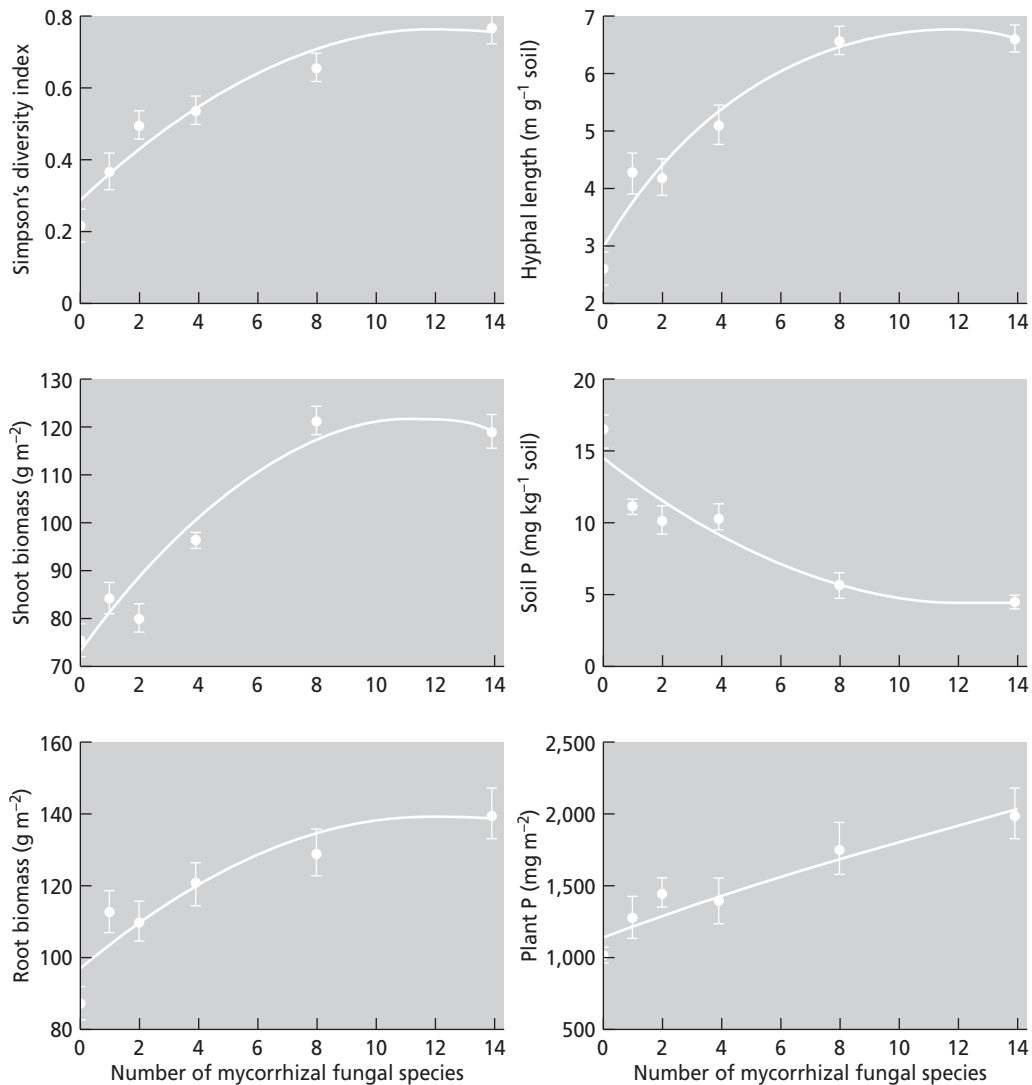 Simpson's diversity index
0.8
0.6
0.4
0.2
0
0 2 4 6 8 10 12 14
Hyphal length (m g⁻¹ soil)
7
6
5
4
3
2
0 2 4 6 8 10 12 14
Shoot biomass (g m⁻²)
130
120
110
100
90
80
70
0 2 4 6 8 10 12 14
Soil P (mg kg⁻¹ soil)
20
15
10
5
0
0 2 4 6 8 10 12 14
Root biomass (g m⁻²)
160
140
120
100
80
0 2 4 6 8 10 12 14
Number of mycorrhizal fungal species
Plant P (mg m⁻²)
2,500
2,000
1,500
1,000
500
0 2 4 6 8 10 12 14
Number of mycorrhizal fungal species